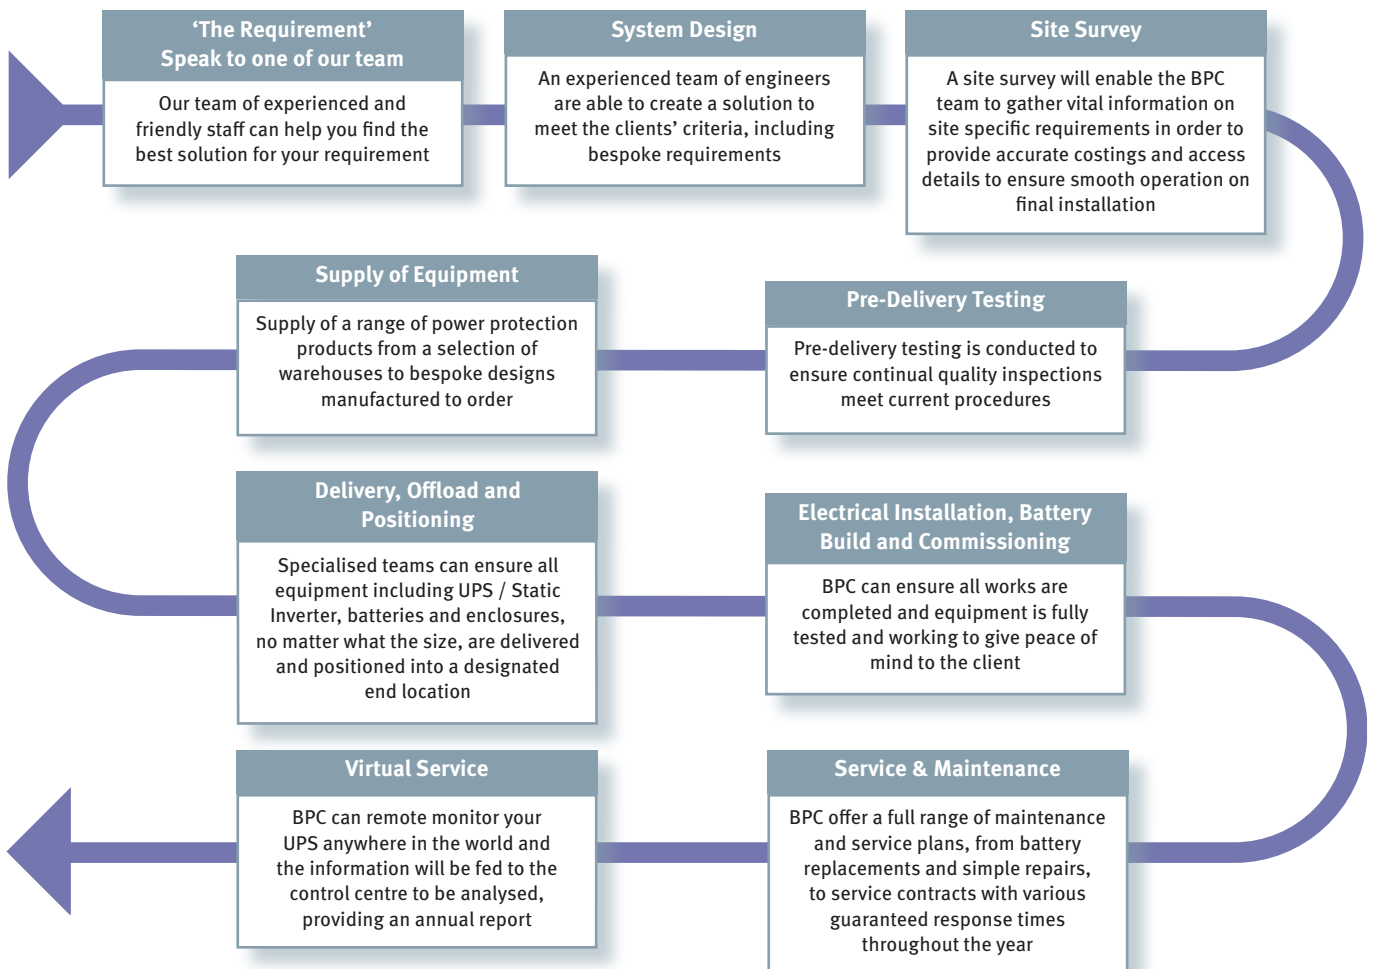 ‘The Requirement’
Speak to one of our team
Our team of experienced and
friendly staff can help you find the
best solution for your requirement
System Design
An experienced team of engineers
are able to create a solution to
meet the clients’ criteria, including
bespoke requirements
Site Survey
A site survey will enable the BPC
team to gather vital information on
site specific requirements in order to
provide accurate costings and access
details to ensure smooth operation on
final installation
Pre-Delivery Testing
Pre-delivery testing is conducted to
ensure continual quality inspections
meet current procedures
Supply of Equipment
Supply of a range of power protection
products from a selection of
warehouses to bespoke designs
manufactured to order
Delivery, Offload and
Positioning
Specialised teams can ensure all
equipment including UPS / Static
Inverter, batteries and enclosures,
no matter what the size, are delivered
and positioned into a designated
end location
Electrical Installation, Battery
Build and Commissioning
BPC can ensure all works are
completed and equipment is fully
tested and working to give peace of
mind to the client
Service & Maintenance
BPC offer a full range of maintenance
and service plans, from battery
replacements and simple repairs,
to service contracts with various
guaranteed response times
throughout the year
Virtual Service
BPC can remote monitor your
UPS anywhere in the world and
the information will be fed to the
control centre to be analysed,
providing an annual report